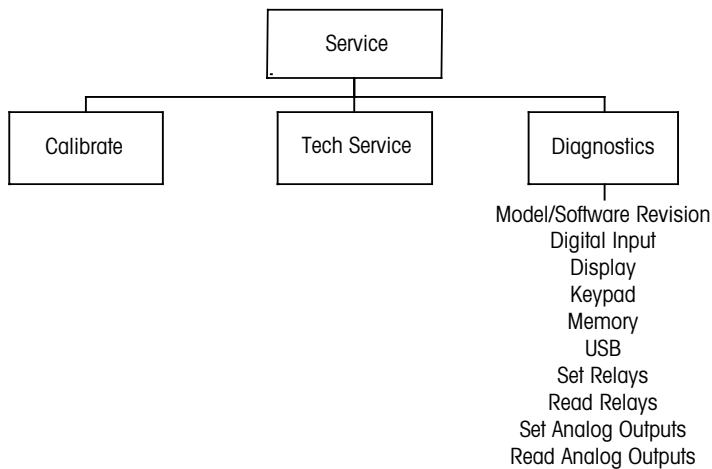 Service
Calibrate
Tech Service
Diagnostics
Model/Software Revision
Digital Input
Display
Keypad
Memory
USB
Set Relays
Read Relays
Set Analog Outputs
Read Analog Outputs